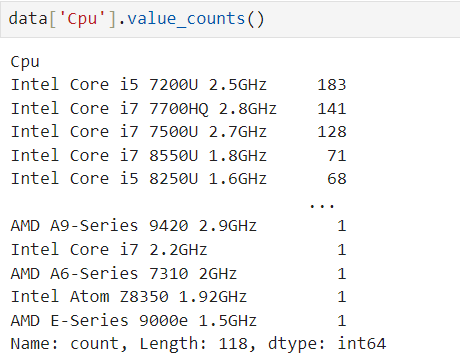 data['Cpu'].value_counts()
Cpu
Intel Core i5 7200U 2.5GHz     183
Intel Core i7 7700HQ 2.8GHz    141
Intel Core i7 7500U 2.7GHz     128
Intel Core i7 8550U 1.8GHz      71
Intel Core i5 8250U 1.6GHz      68
...
AMD A9-Series 9420 2.9GHz        1
Intel Core i7 2.2GHz             1
AMD A6-Series 7310 2GHz          1
Intel Atom Z8350 1.92GHz         1
AMD E-Series 9000e 1.5GHz        1
Name: count, Length: 118, dtype: int64